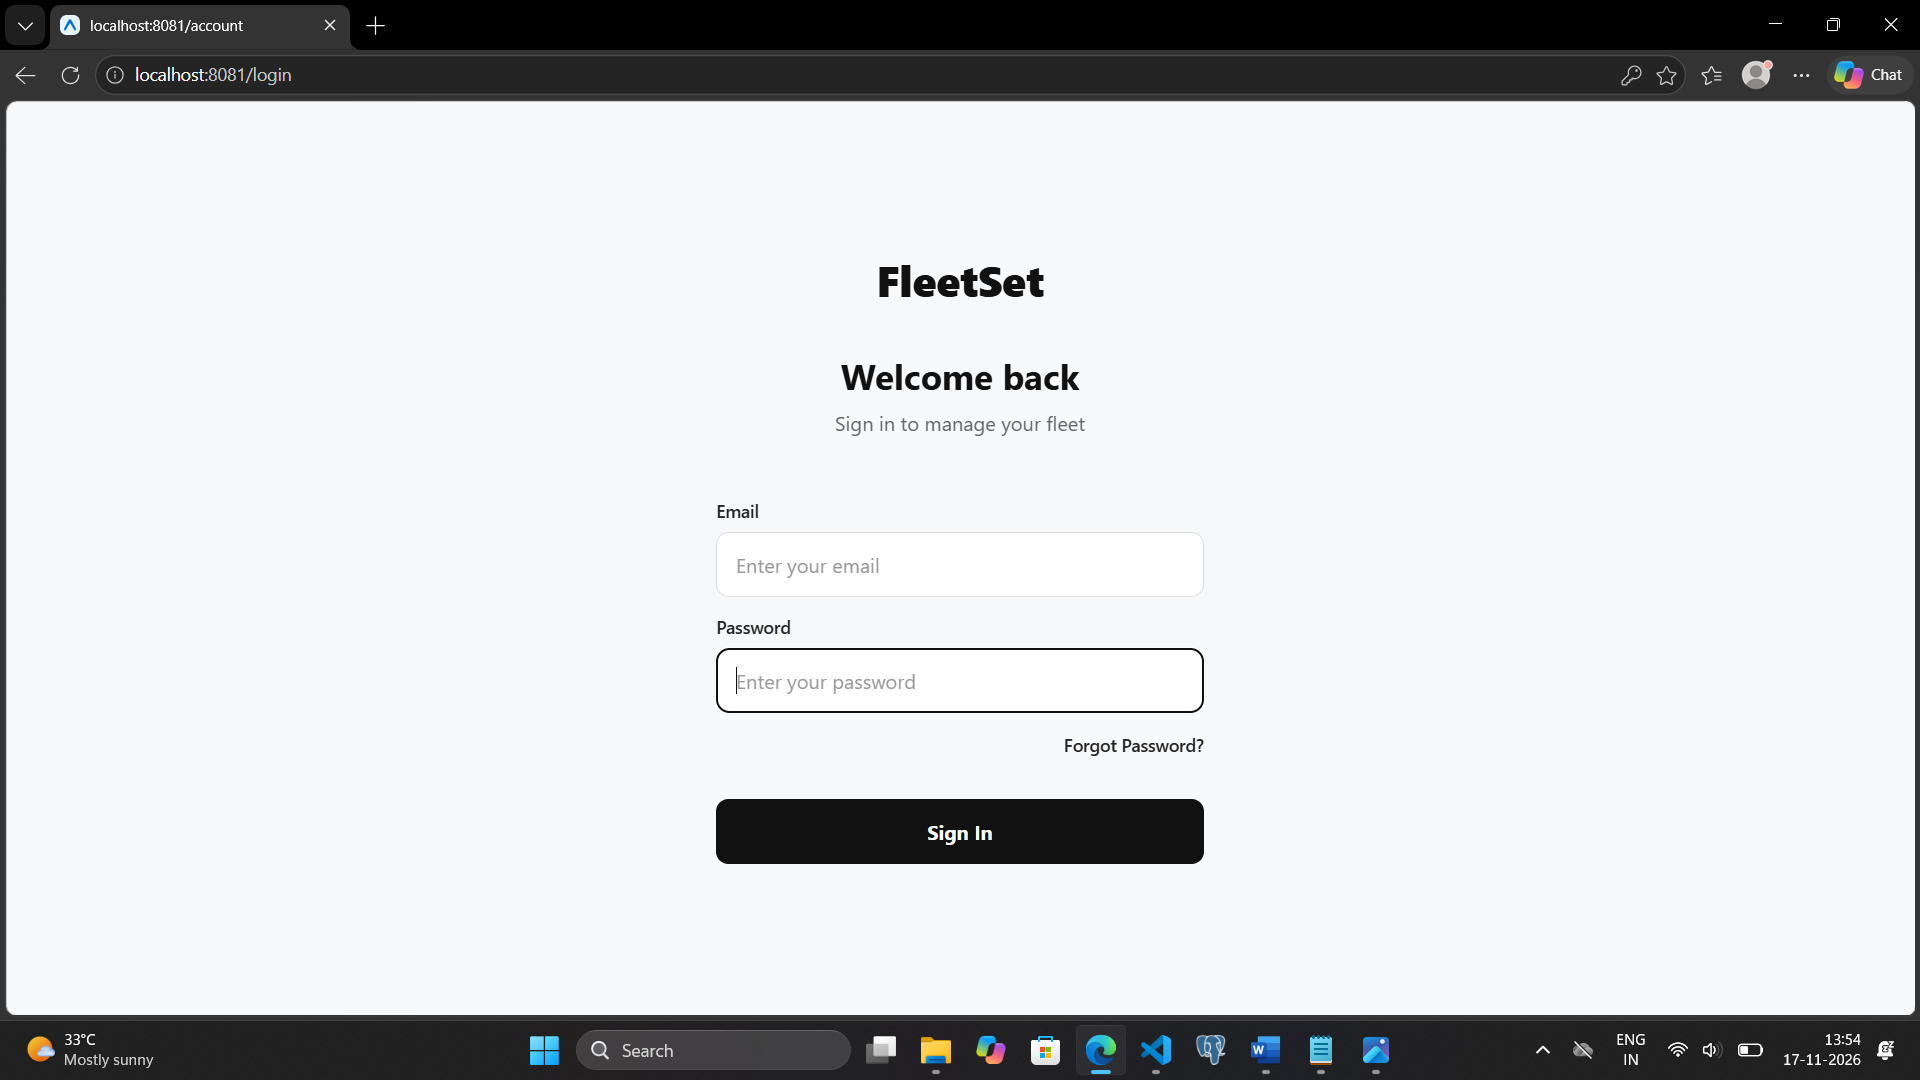 localhost:8081/account
localhost:8081/login
Chat
FleetSet
Welcome back
Sign in to manage your fleet
Email
Enter your email
Password
Enter your password
Forgot Password?
Sign In
33°C
Mostly sunny
Search
W
ENG
IN
13:54
17-11-2026